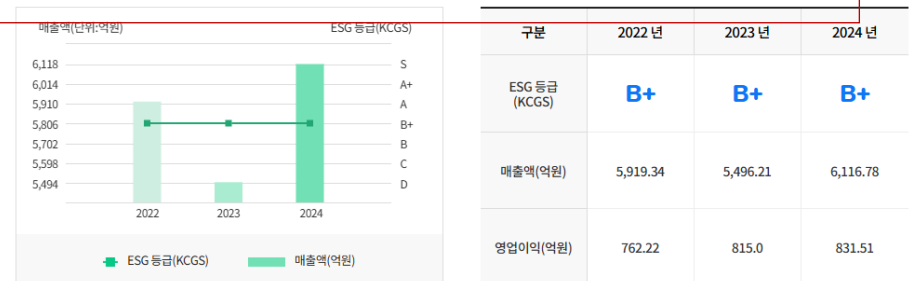 매출액(단위:억원) ESG 등급(KCGS)
6,118 S
6,014 A+
5,910 A
5,806 B+
5,702 B
5,598 C
5,494 D
2022 2023 2024
ESG 등급(KCGS) 매출액(억원)
구분 2022 년 2023 년 2024 년
ESG 등급
(KCGS) B+ B+ B+
매출액(억원) 5,919.34 5,496.21 6,116.78
영업이익(억원) 762.22 815.0 831.51